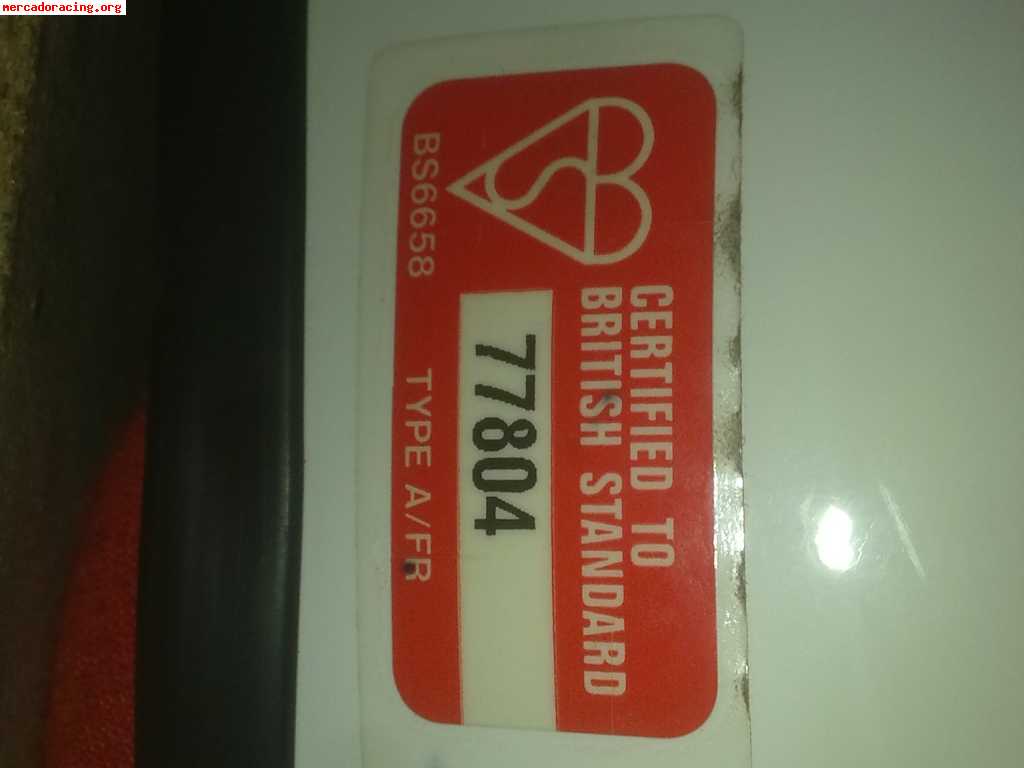 mercadoracing.org
CERTIFIED TO
BRITISH STANDARD
77804
BS6658 TYPE A/FR